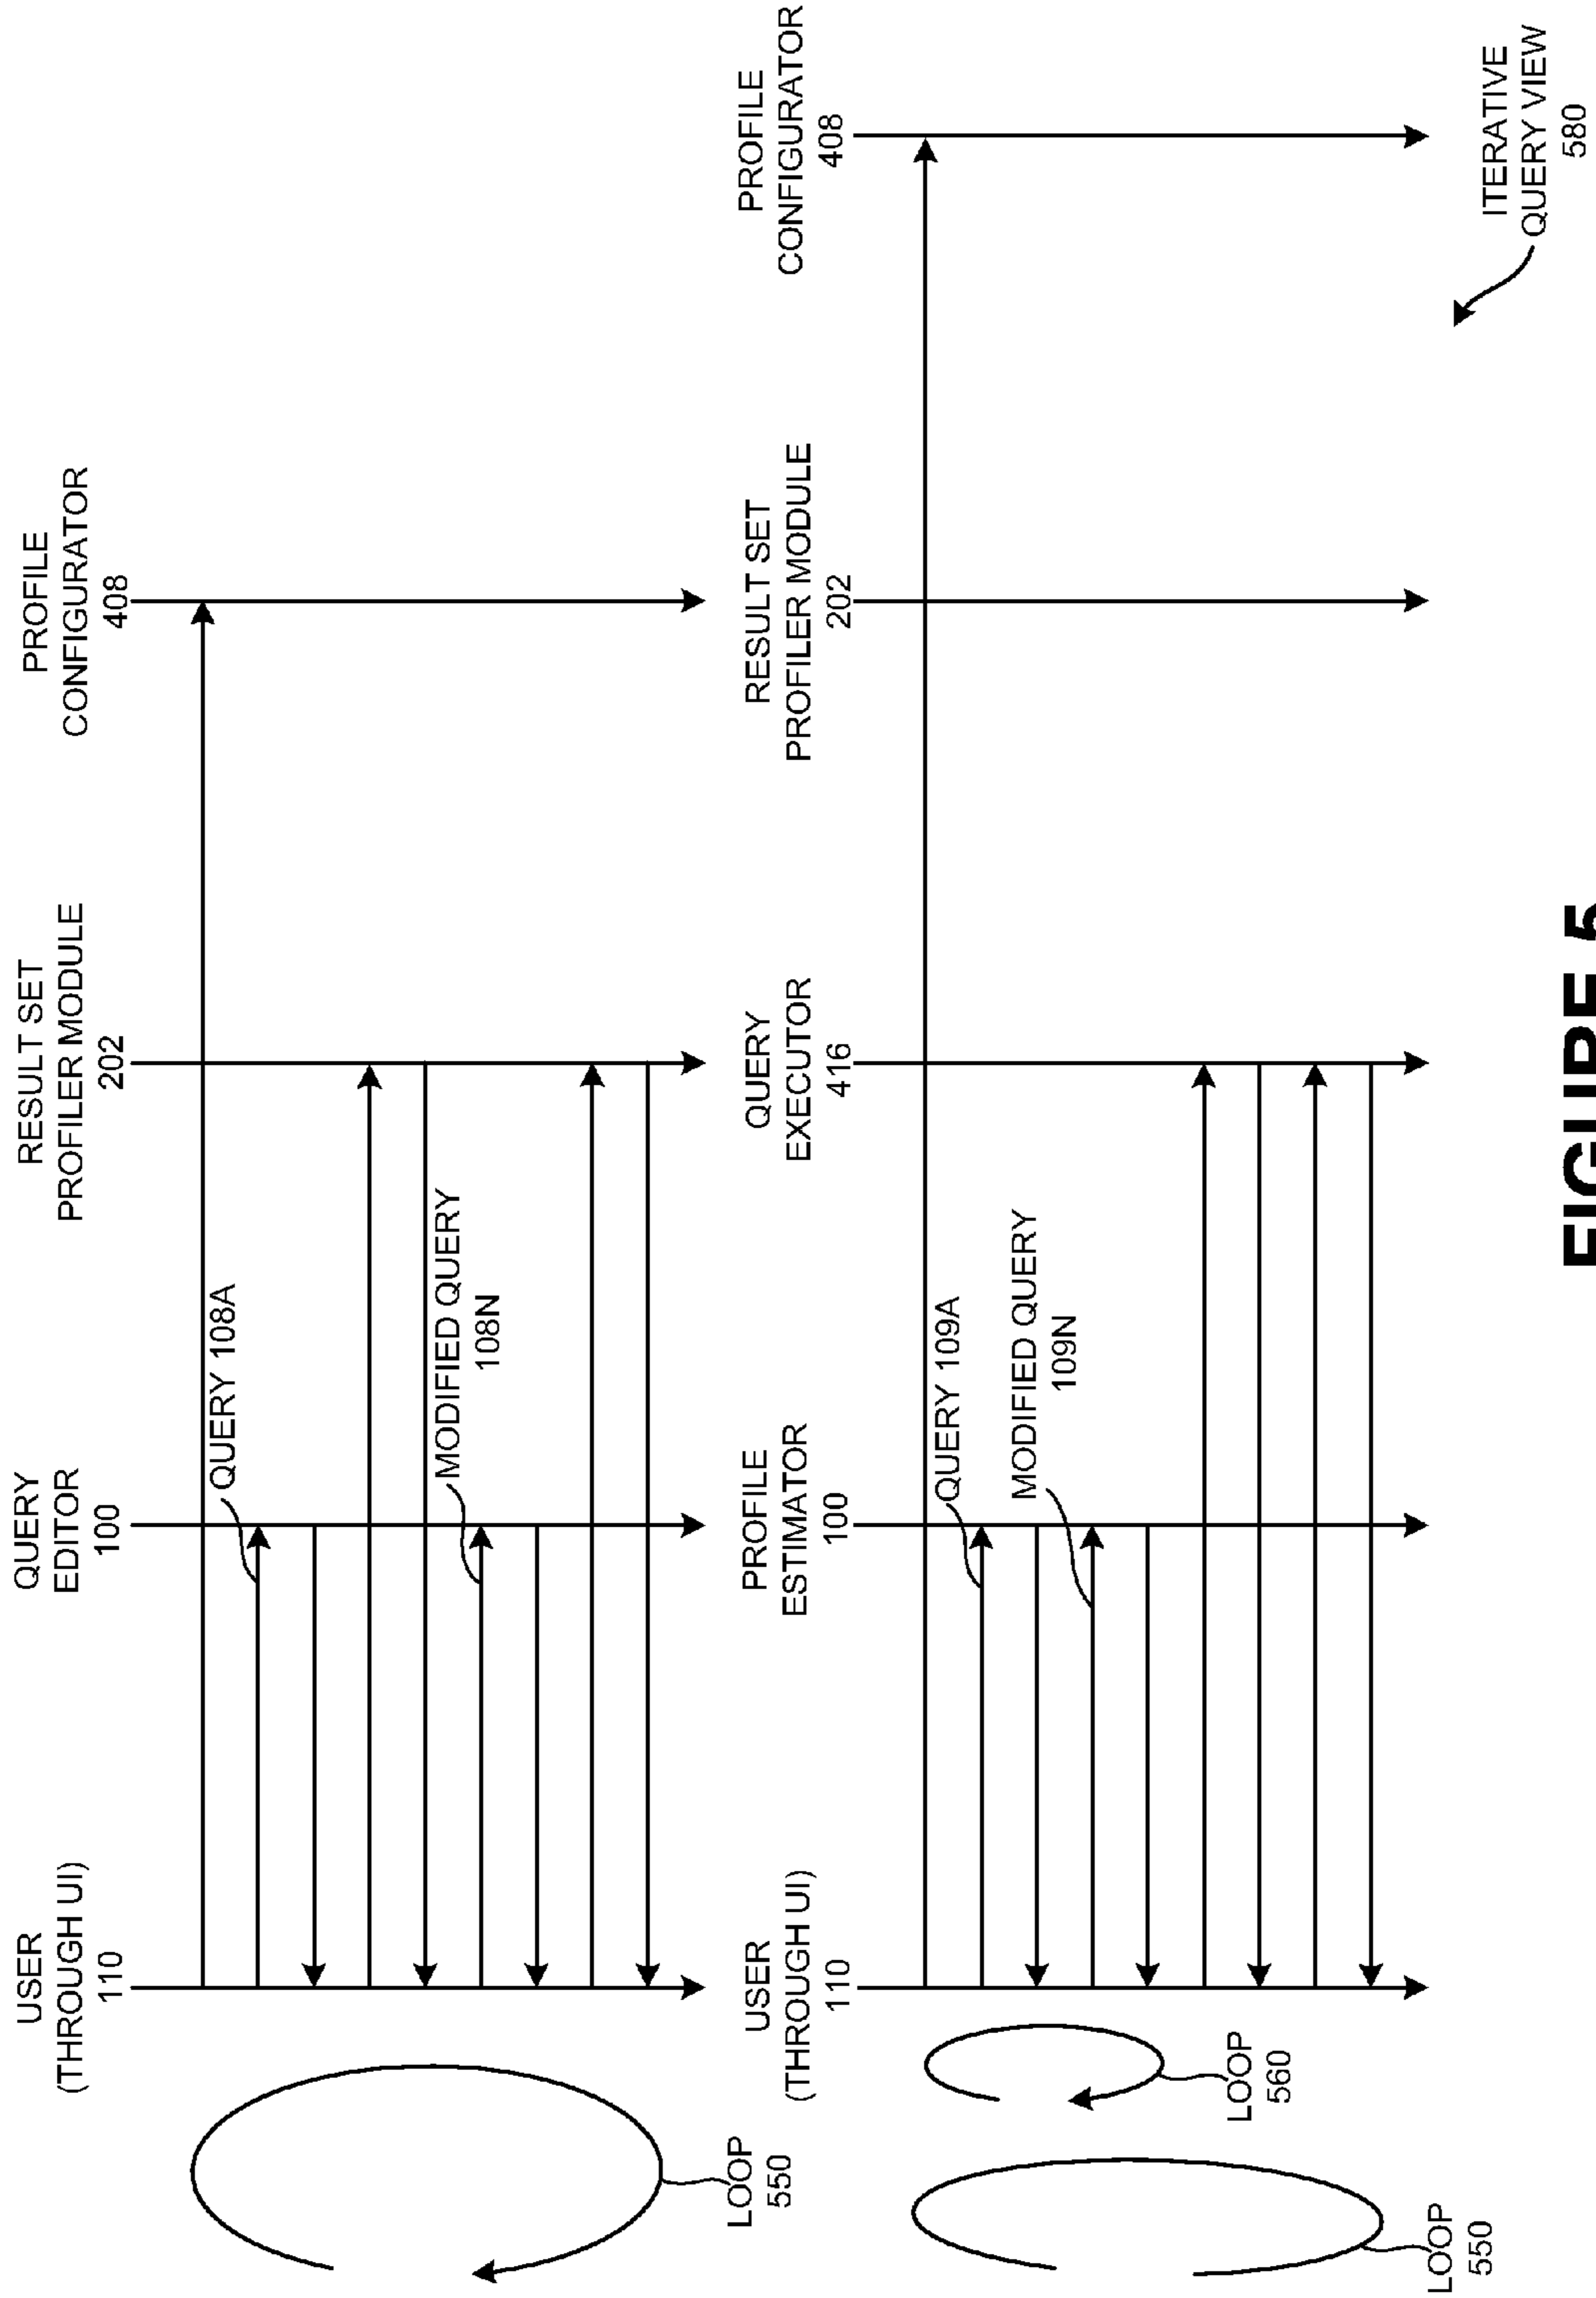 USER
(THROUGH UI)
110
QUERY
EDITOR
100
RESULT SET
PROFILER MODULE
202
PROFILE
CONFIGURATOR
408
QUERY 108A
MODIFIED QUERY
108N
LOOP
550
USER
(THROUGH UI)
110
PROFILE
ESTIMATOR
100
QUERY
EXECUTOR
416
RESULT SET
PROFILER MODULE
202
PROFILE
CONFIGURATOR
408
QUERY 109A
MODIFIED QUERY
109N
LOOP
560
LOOP
550
ITERATIVE
QUERY VIEW
580
FIGURE 5